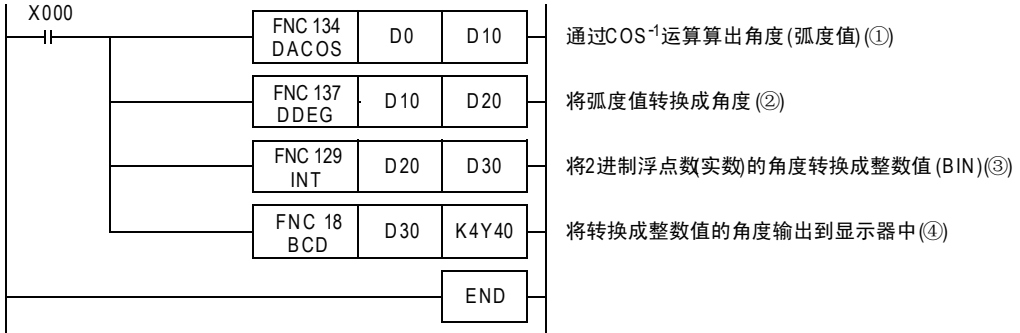 X000
FNC 134 DACOS D0 D10 通过COS⁻¹运算算出角度(弧度值)(①)
FNC 137 DDEG D10 D20 将弧度值转换成角度(②)
FNC 129 INT D20 D30 将2进制浮点数(实数)的角度转换成整数值(BIN)(③)
FNC 18 BCD D30 K4Y40 将转换成整数值的角度输出到显示器中(④)
END